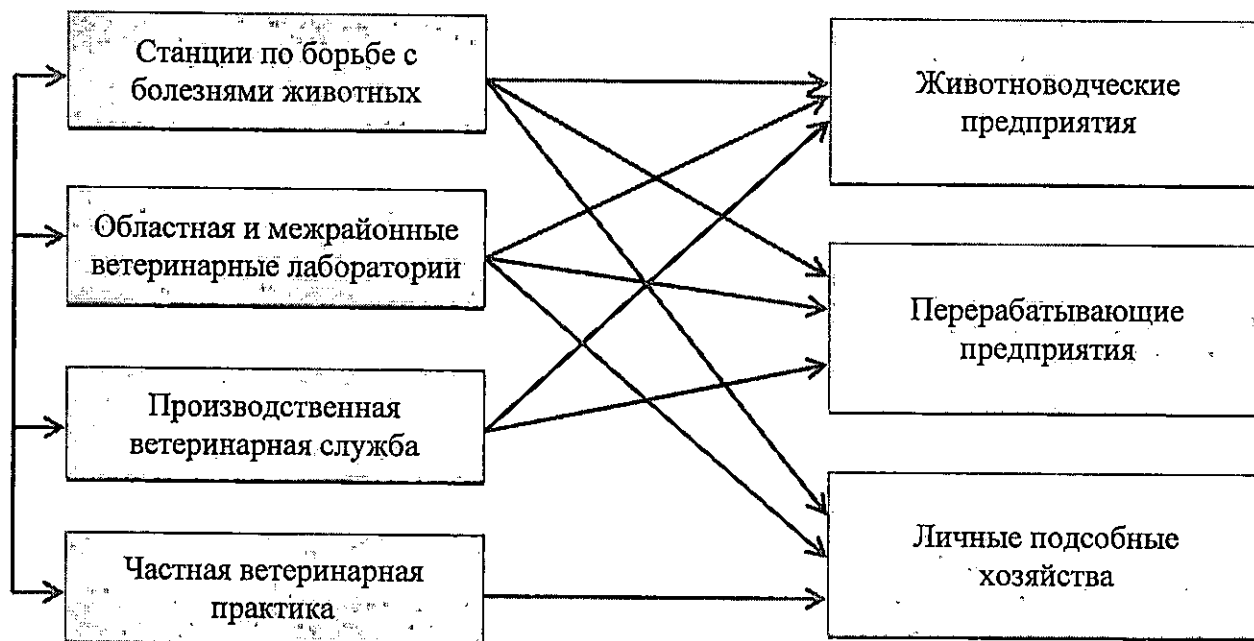 Станции по борьбе с
болезнями животных
Областная и межрайонные
ветеринарные лаборатории
Производственная
ветеринарная служба
Частная ветеринарная
практика
Животноводческие
предприятия
Перерабатывающие
предприятия
Личные подсобные
хозяйства